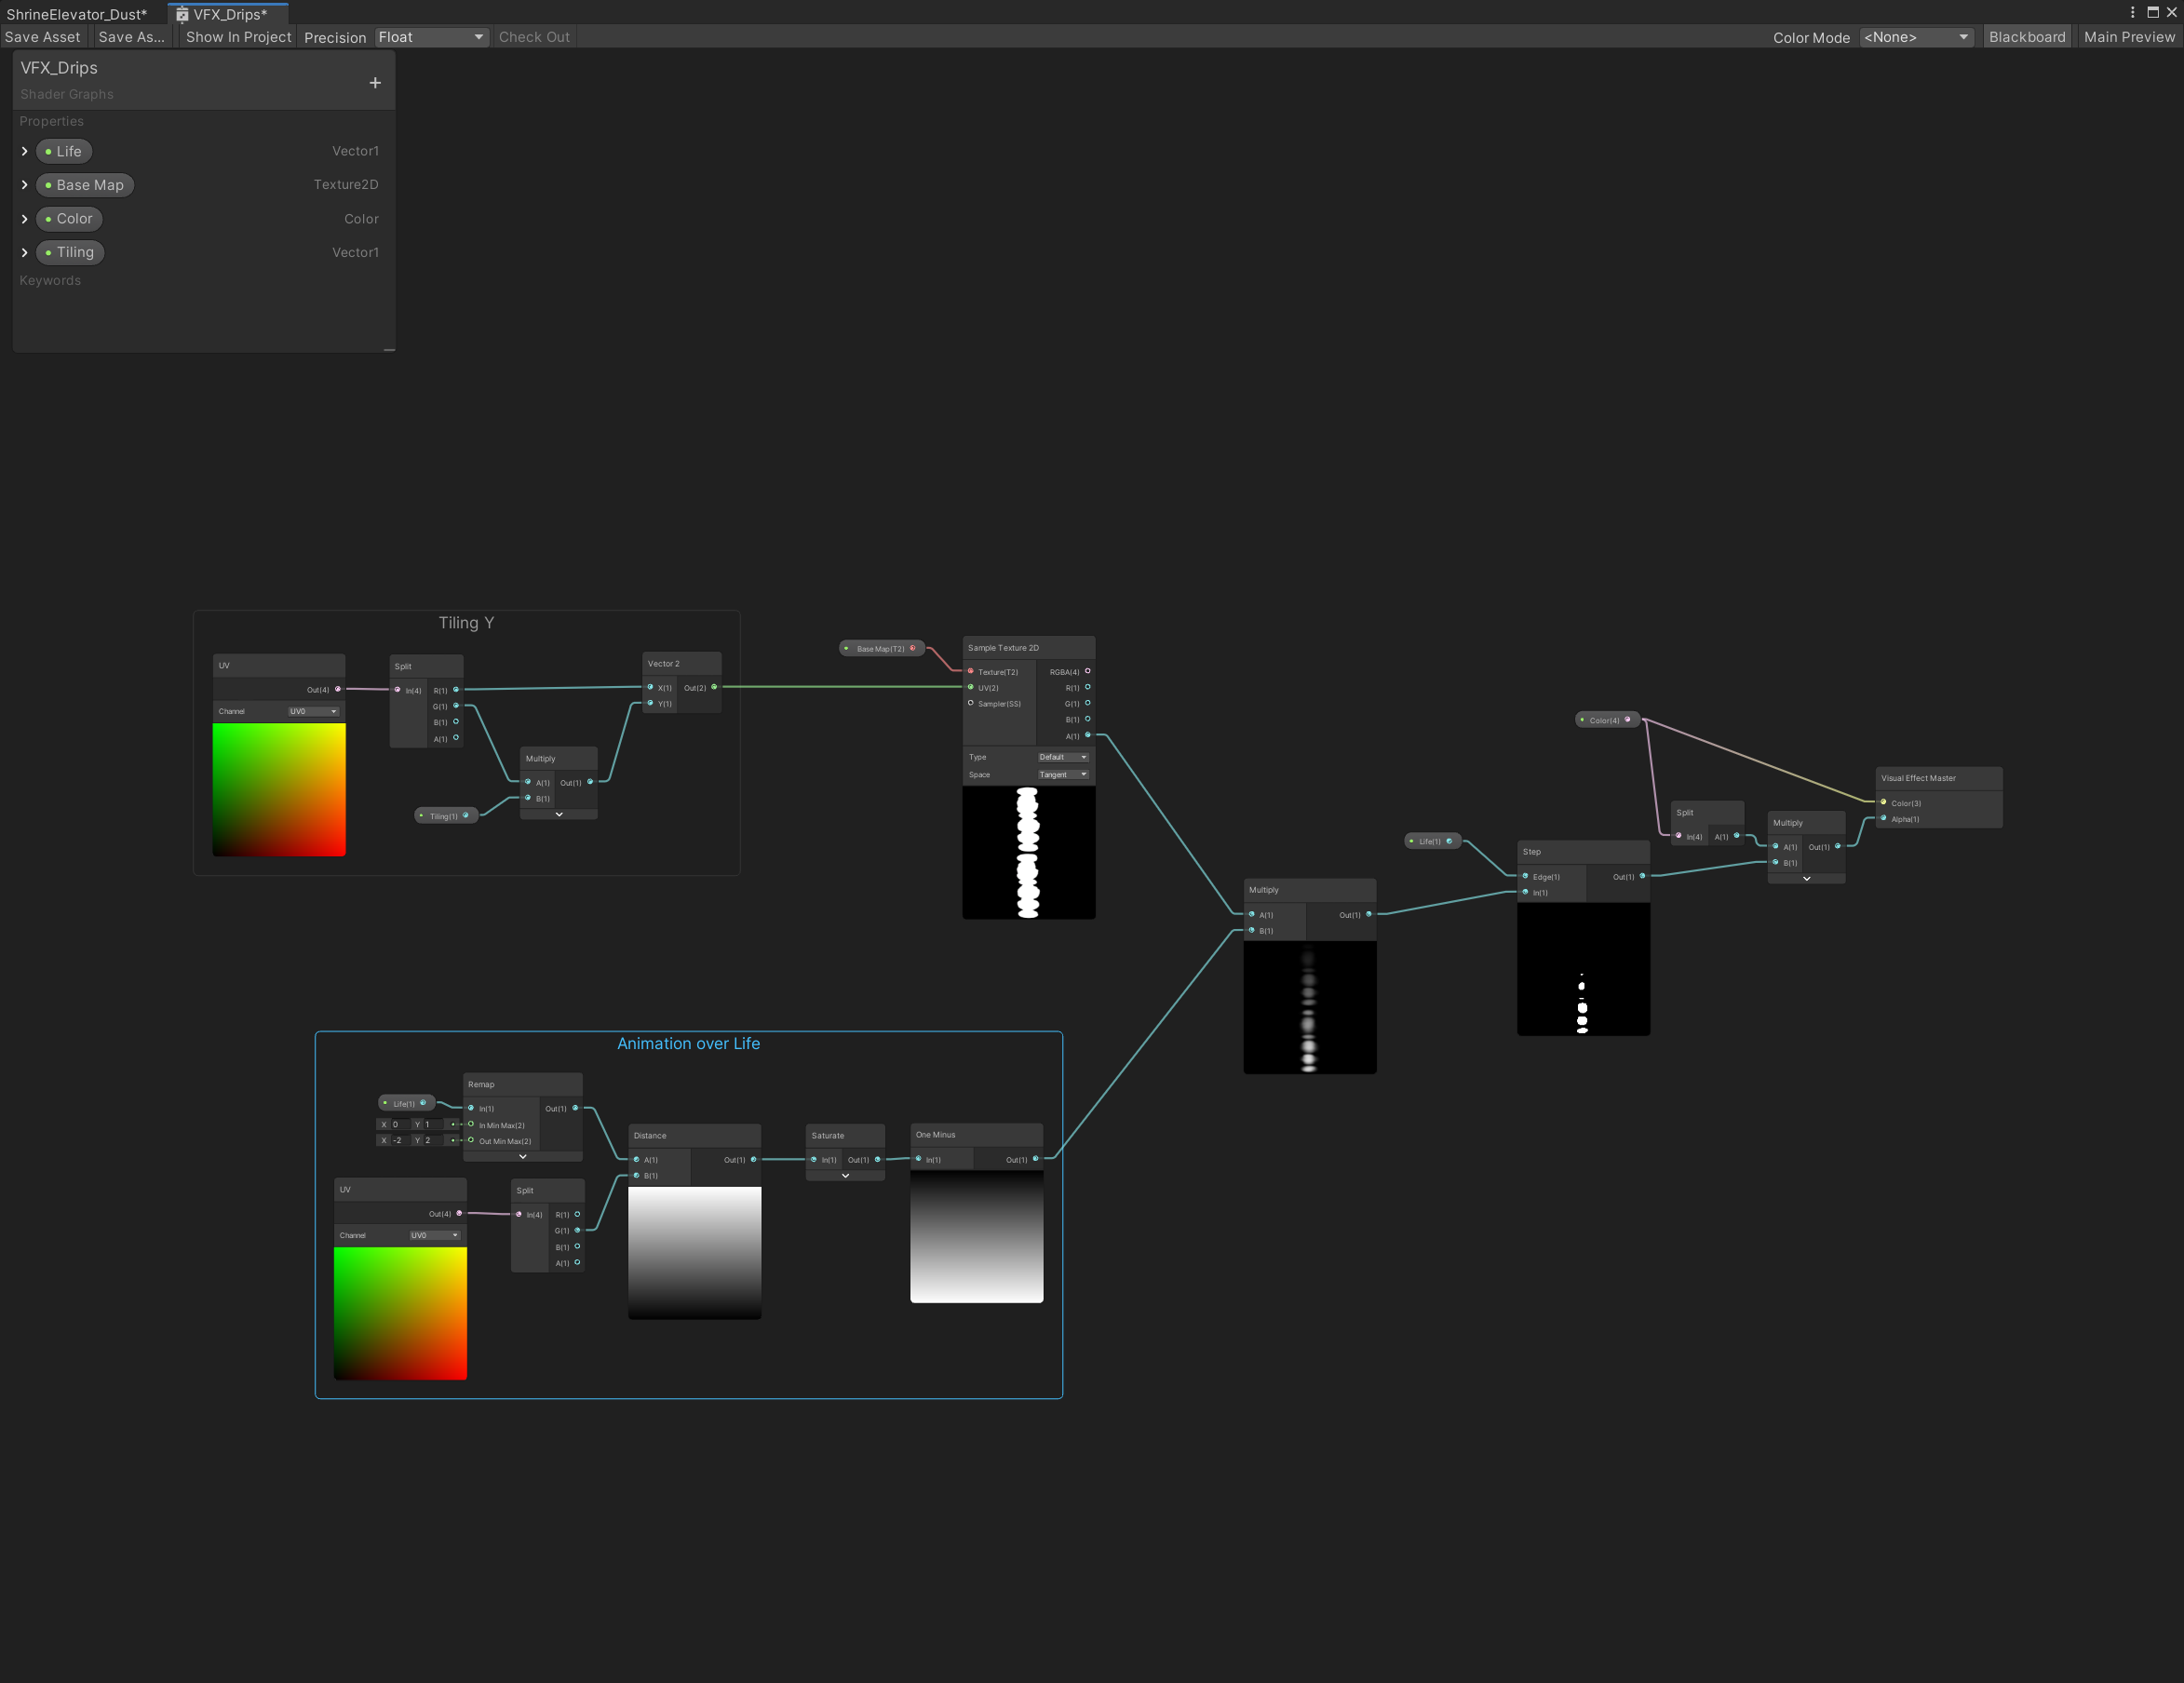 ShrineElevator_Dust*
VFX_Drips*
Save Asset Save As... Show In Project Precision Float Check Out Color Mode <None> Blackboard Main Preview
VFX_Drips
Shader Graphs
Properties
Life Vector1
Base Map Texture2D
Color Color
Tiling Vector1
Keywords
Tiling Y
UV
Out(4)
Channel UV0
Split
In(4) R(1)
G(1)
B(1)
A(1)
Tiling(1)
Multiply
A(1) Out(1)
B(1)
Vector 2
X(1) Out(2)
Y(1)
Base Map(T2)
Sample Texture 2D
Texture(T2) RGBA(4)
UV(2) R(1)
Sampler(SS) G(1)
B(1)
A(1)
Type Default
Space Tangent
Animation over Life
Life(1)
X 0 Y 1
X -2 Y 2
Remap
In(1) Out(1)
In Min Max(2)
Out Min Max(2)
UV
Out(4)
Channel UV0
Split
In(4) R(1)
G(1)
B(1)
A(1)
Distance
A(1) Out(1)
B(1)
Saturate
In(1) Out(1)
One Minus
In(1) Out(1)
Multiply
A(1) Out(1)
B(1)
Life(1)
Step
Edge(1) Out(1)
In(1)
Color(4)
Split
In(4) A(1)
Multiply
A(1) Out(1)
B(1)
Visual Effect Master
Color(3)
Alpha(1)